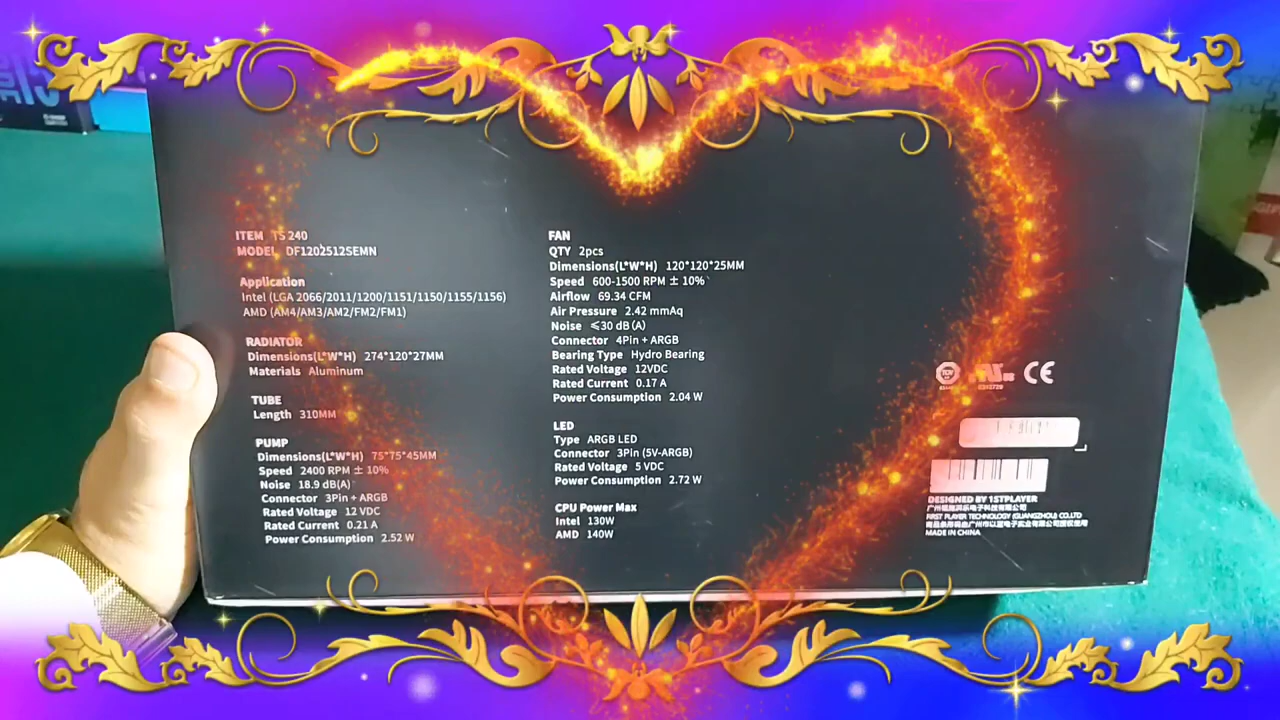 ITEM TS 240
MODEL DF1202512SEMN
Application
Intel (LGA 2066/2011/1200/1151/1150/1155/1156)
AMD (AM4/AM3/AM2/FM2/FM1)
RADIATOR
Dimensions(L*W*H) 274*120*27MM
Materials Aluminum
TUBE
Length 310MM
PUMP
Dimensions(L*W*H) 75*75*45MM
Speed 2400 RPM ± 10%
Noise 18.9 dB(A)
Connector 3Pin + ARGB
Rated Voltage 12 VDC
Rated Current 0.21 A
Power Consumption 2.52 W
FAN
QTY 2pcs
Dimensions(L*W*H) 120*120*25MM
Speed 600-1500 RPM ± 10%
Airflow 69.34 CFM
Air Pressure 2.42 mmAq
Noise ≤30 dB (A)
Connector 4Pin + ARGB
Bearing Type Hydro Bearing
Rated Voltage 12VDC
Rated Current 0.17 A
Power Consumption 2.04 W
LED
Type ARGB LED
Connector 3Pin (5V-ARGB)
Rated Voltage 5 VDC
Power Consumption 2.72 W
CPU Power Max
Intel 130W
AMD 140W
CE
DESIGNED BY 1STPLAYER
FIRST PLAYER TECHNOLOGY (GUANGZHOU) CO.,LTD
MADE IN CHINA